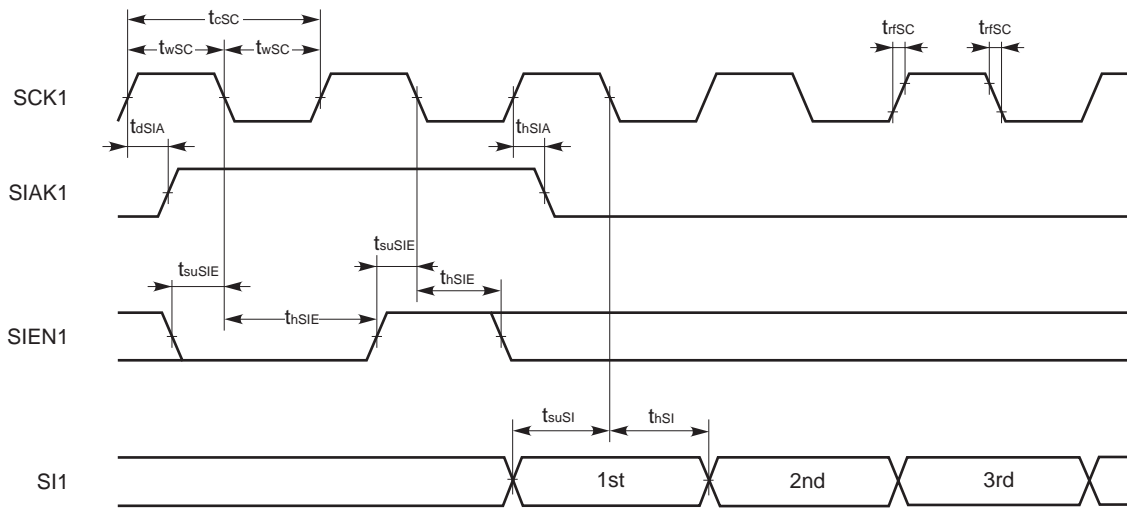 tcSC
twSC twSC trfSC trfSC
SCK1
tdSIA thSIA
SIAK1
tsuSIE
tsuSIE thSIE
thSIE
SIEN1
tsuSI thSI
SI1 1st 2nd 3rd